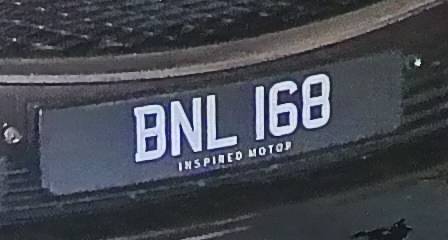 BNL 168
INSPIRED MOTOR